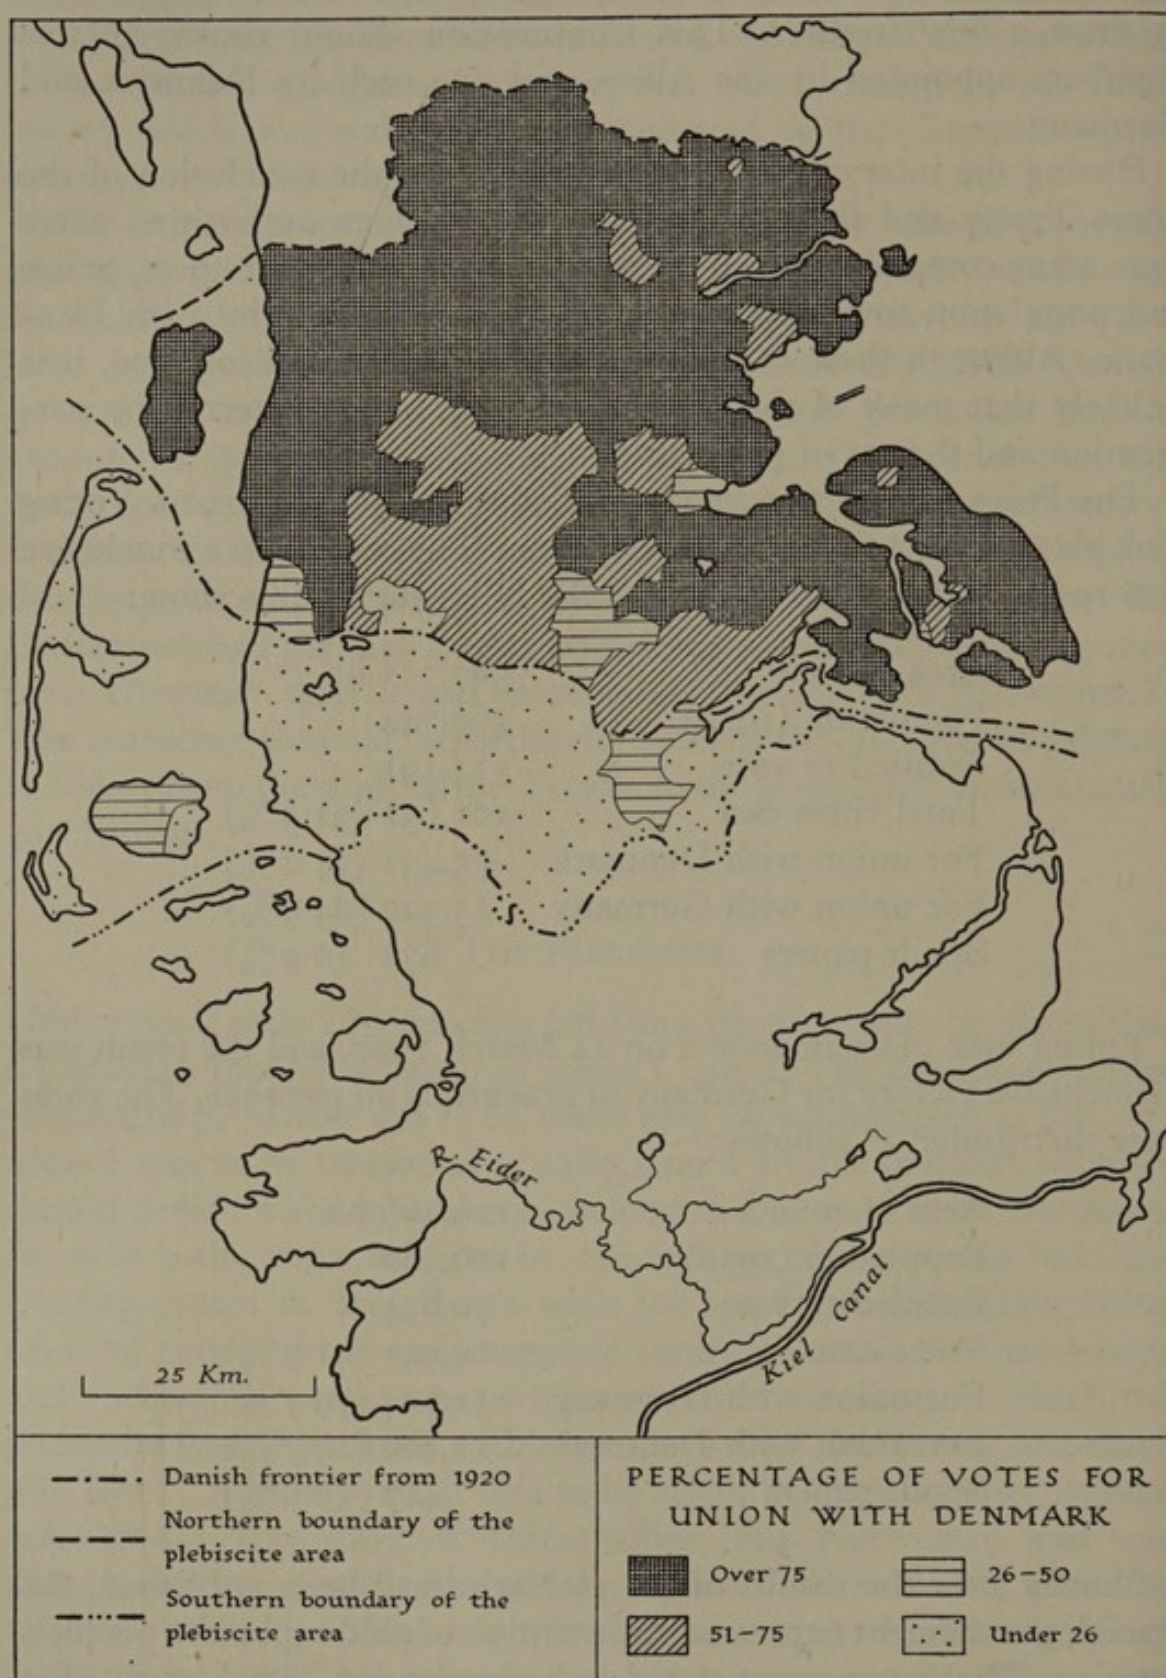 R. Eider
Kiel Canal
25 Km.
Danish frontier from 1920
Northern boundary of the
plebiscite area
Southern boundary of the
plebiscite area
PERCENTAGE OF VOTES FOR
UNION WITH DENMARK
Over 75
26–50
51–75
Under 26